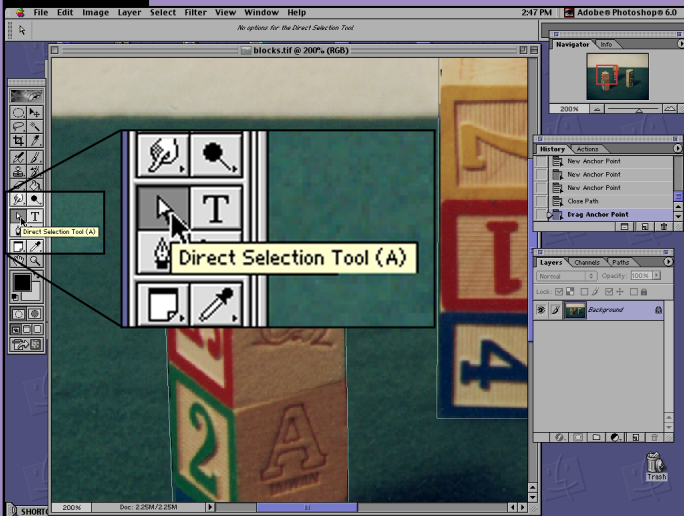 File Edit Image Layer Select Filter View Window Help
2:47 PM Adobe® Photoshop® 6.0
No options for the Direct Selection Tool
blocks.tif @ 200% (RGB)
Navigator Info
200%
History Actions
New Anchor Point
New Anchor Point
New Anchor Point
Close Path
Drag Anchor Point
T
Direct Selection Tool (A)
T
Direct Selection Tool (A)
Layers Channels Paths
Normal Opacity: 100%
Lock:
Background
7
1
4
2
A
TAIWAN
Trash
200% Doc: 2.25M/2.25M
SHORTC